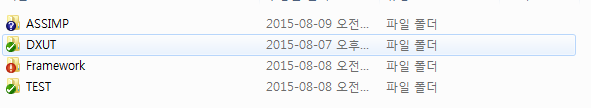 ASSIMP 2015-08-09 오전... 파일 폴더
DXUT 2015-08-07 오후... 파일 폴더
Framework 2015-08-08 오전... 파일 폴더
TEST 2015-08-08 오전... 파일 폴더